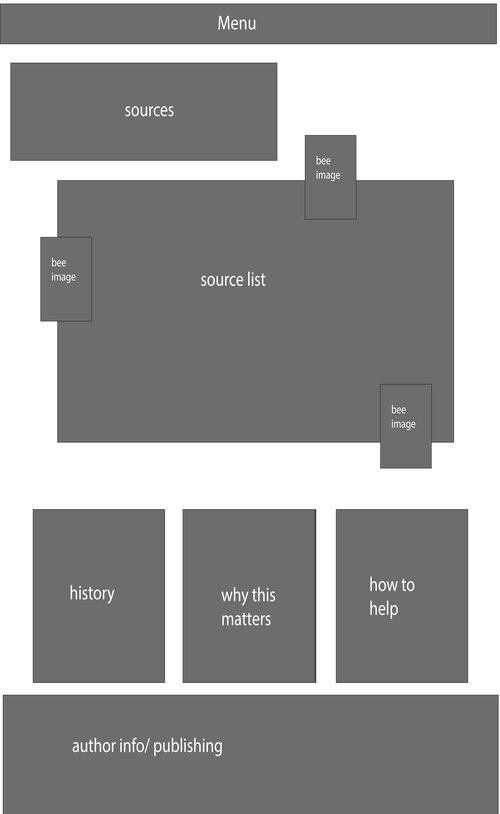 Menu
sources
bee
image
bee
image
source list
bee
image
history
why this
matters
how to
help
author info/ publishing